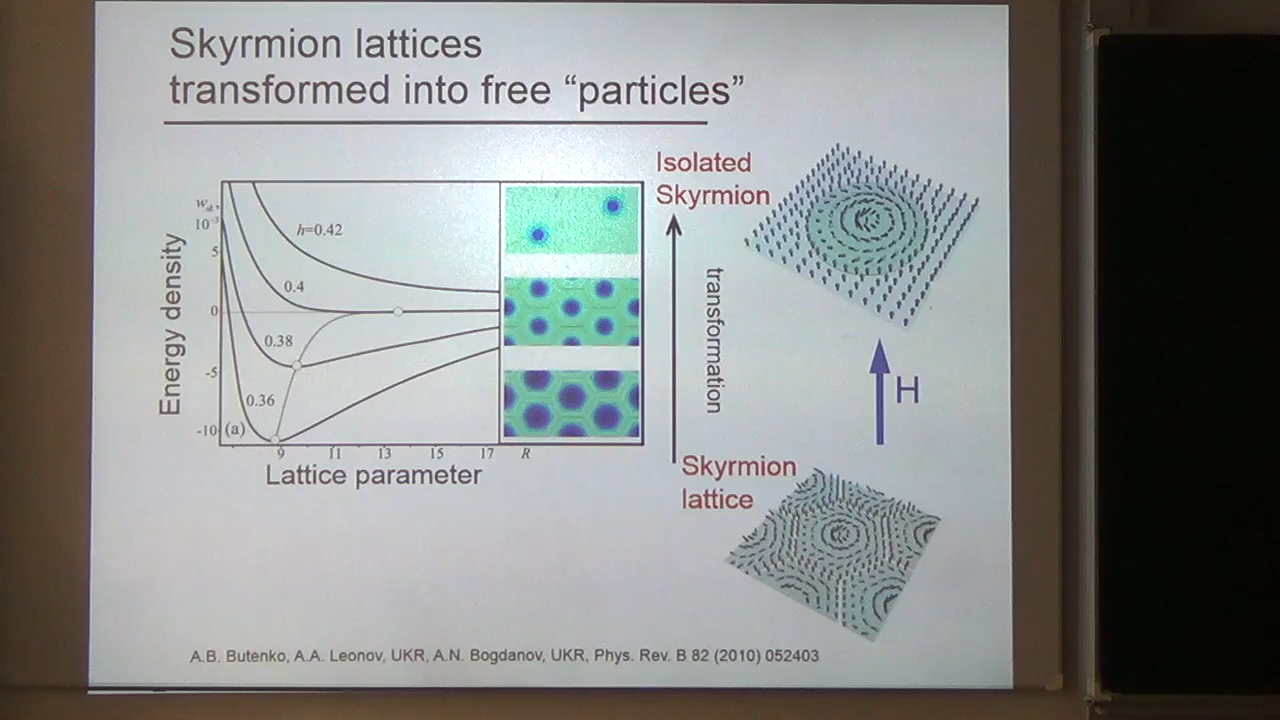 Skyrmion lattices
transformed into free “particles”
Isolated
Skyrmion
transformation
H
Skyrmion
lattice
Energy density
10⁻³
5
0
-5
-10
(a)
h=0.42
0.4
0.38
0.36
9 11 13 15 17 R
Lattice parameter
A.B. Butenko, A.A. Leonov, UKR, A.N. Bogdanov, UKR, Phys. Rev. B 82 (2010) 052403